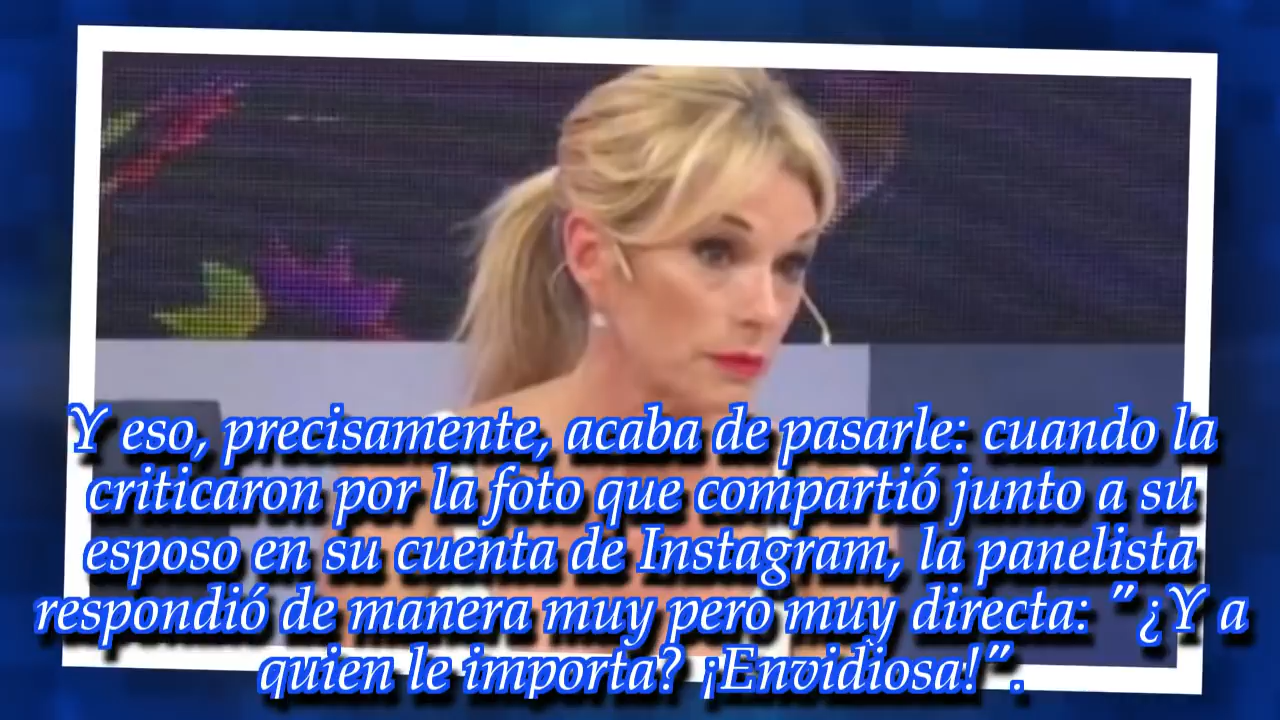 Y eso, precisamente, acaba de pasarle: cuando la
criticaron por la foto que compartió junto a su
esposo en su cuenta de Instagram, la panelista
respondió de manera muy pero muy directa: "¿Y a
quien le importa? ¡Envidiosa!".